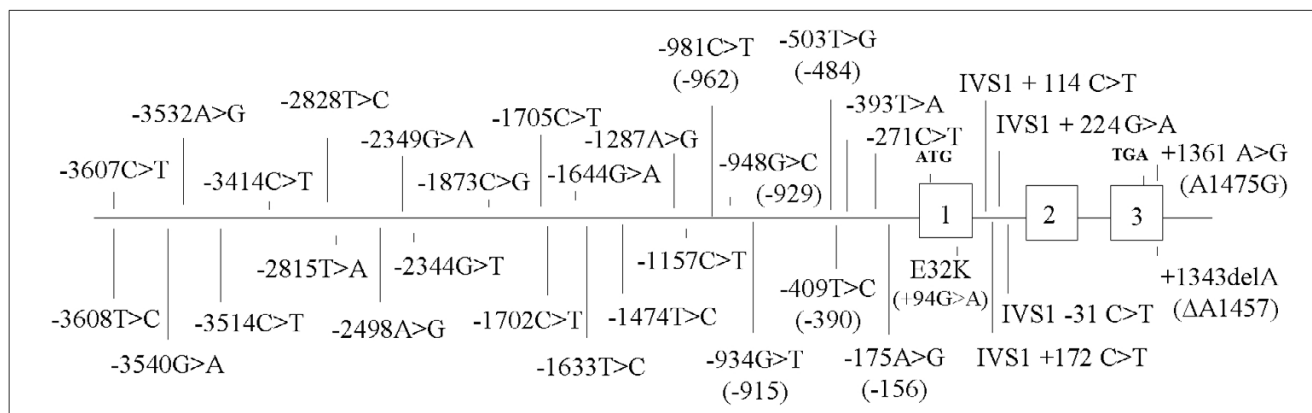 -981C>T
(-962)
-503T>G
(-484)
-2828T>C
-3532A>G
-1705C>T
-393T>A
IVS1 + 114 C>T
-2349G>A
-1287A>G
-271C>T
IVS1 + 224 G>A
ATG
TGA
+1361 A>G
(A1475G)
-3607C>T
-3414C>T
-1873C>G
-1644G>A
-948G>C
(-929)
1
2
3
-2815T>A
-2344G>T
-1157C>T
E32K
(+94G>A)
+1343delA
(ΔA1457)
-409T>C
(-390)
-3608T>C
-3514C>T
-2498A>G
-1702C>T
-1474T>C
IVS1 -31 C>T
-3540G>A
-1633T>C
-934G>T
(-915)
-175A>G
(-156)
IVS1 +172 C>T